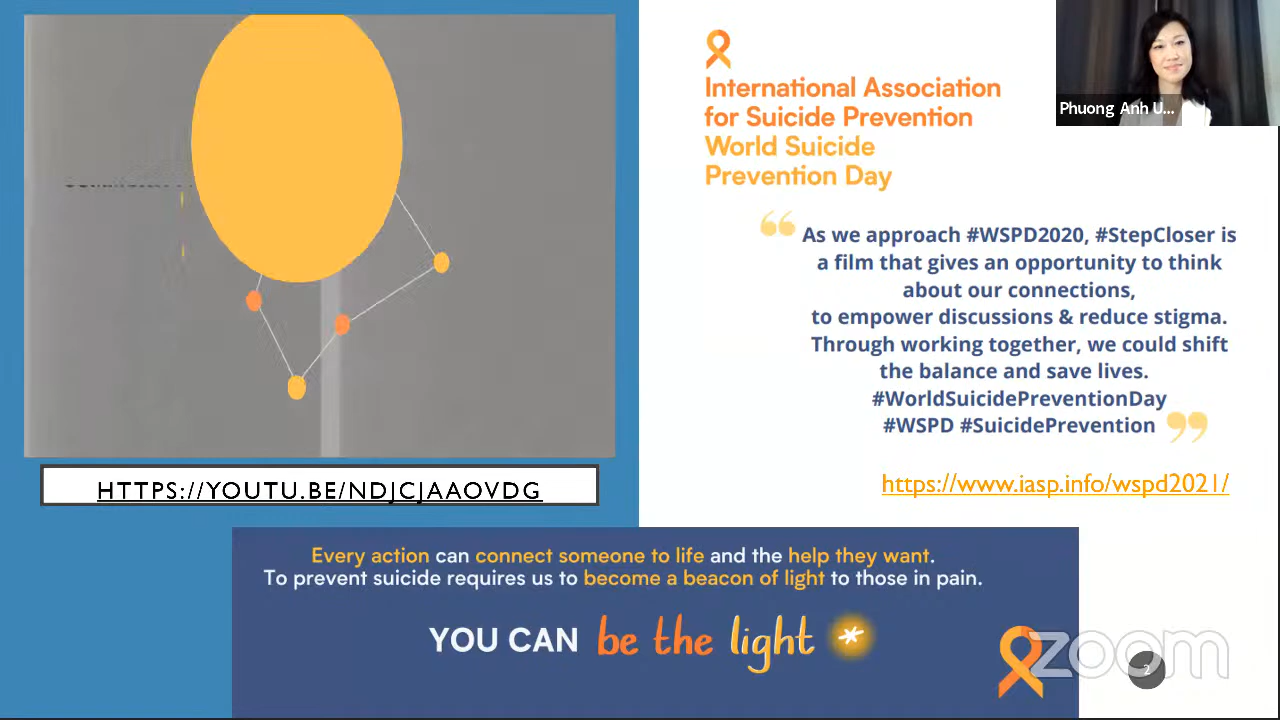 International Association
for Suicide Prevention
World Suicide
Prevention Day
Phuong Anh U...
“ As we approach #WSPD2020, #StepCloser is
a film that gives an opportunity to think
about our connections,
to empower discussions & reduce stigma.
Through working together, we could shift
the balance and save lives.
#WorldSuicidePreventionDay
#WSPD #SuicidePrevention ”
HTTPS://YOUTU.BE/NDJCJAAOVDG
https://www.iasp.info/wspd2021/
Every action can connect someone to life and the help they want.
To prevent suicide requires us to become a beacon of light to those in pain.
YOU CAN be the light
zoom
2